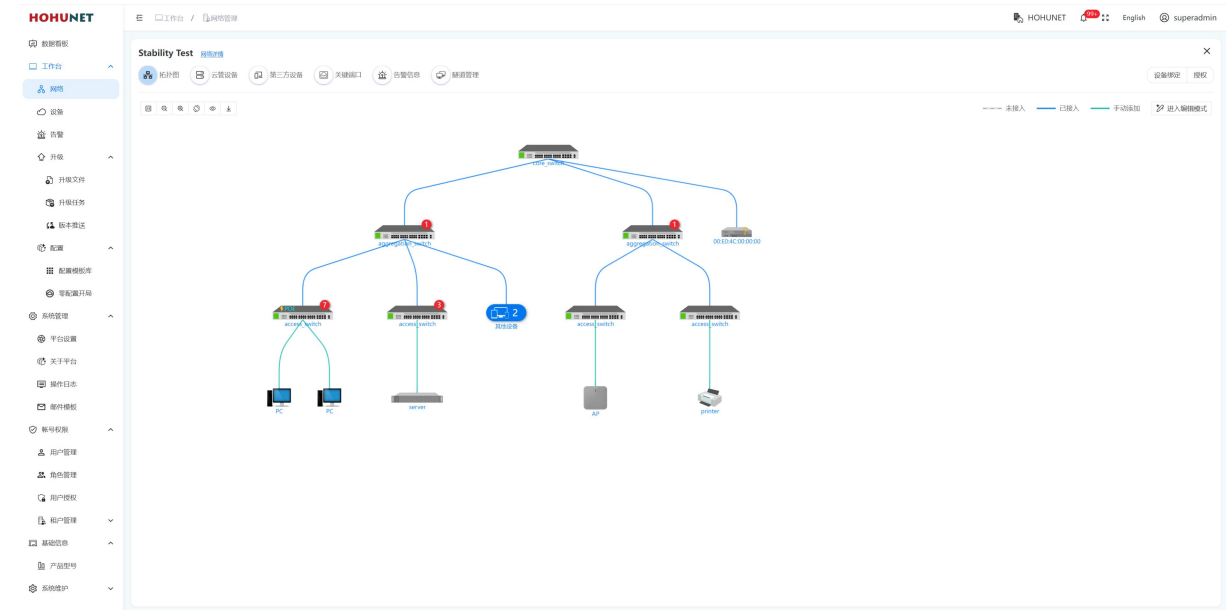 HOHUNET
工作台 / 网络管理
HOHUNET 99+ English superadmin
数据看板
工作台
网络
设备
告警
升级
升级文件
升级任务
版本推送
配置
配置模板库
零配置开局
系统管理
平台设置
关于平台
操作日志
邮件模板
帐号权限
用户管理
角色管理
用户授权
租户管理
基础信息
产品型号
系统维护
Stability Test 网络详情
拓扑图 云管设备 第三方设备 关键端口 告警信息 隧道管理
设备绑定 授权
未接入 已接入 手动添加 进入编辑模式
core_switch
1 1
aggregation_switch aggregation_switch 00:E0:4C:00:00:00
7 3 2
access_switch access_switch 其他设备 access_switch access_switch
PC PC server AP printer